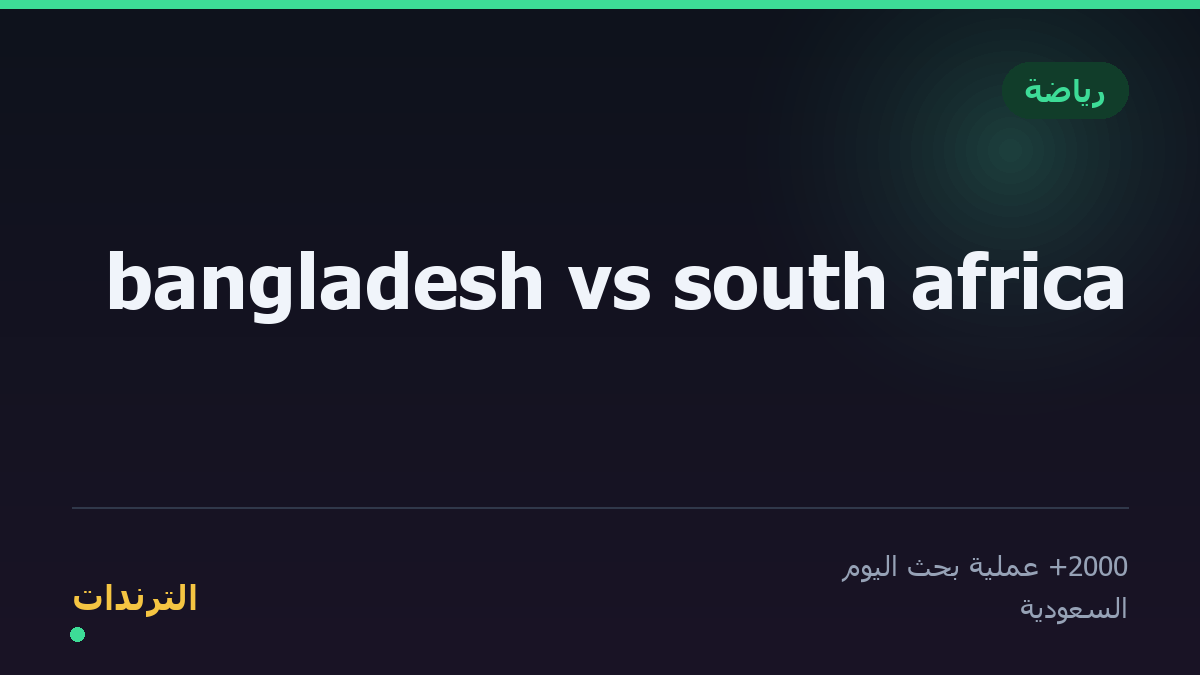 رياضة
bangladesh vs south africa
2000+ عملية بحث اليوم
السعودية
الترندات